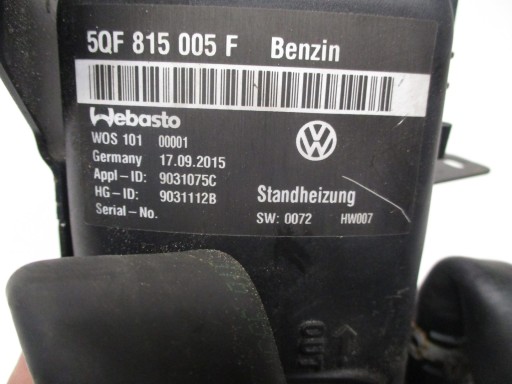 5QF 815 005 F Benzin
Webasto
WOS 101 00001
Germany 17.09.2015
Appl-ID: 9031075C
HG-ID: 9031112B
Serial-No.
Standheizung
SW: 0072 HW007
OUT